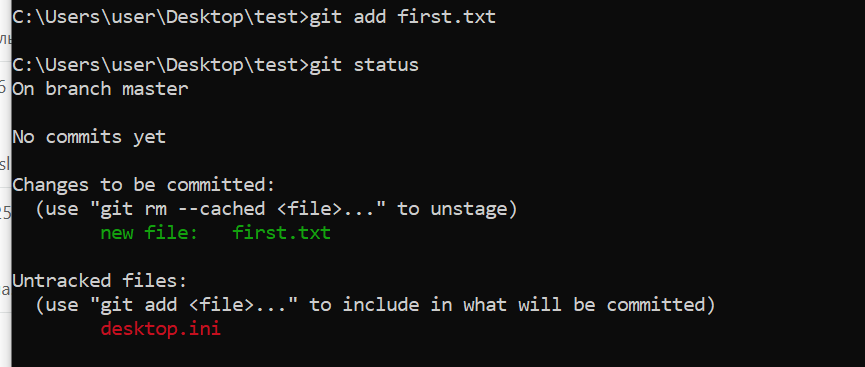 C:\Users\user\Desktop\test>git add first.txt
C:\Users\user\Desktop\test>git status
On branch master
No commits yet
Changes to be committed:
(use "git rm --cached <file>..." to unstage)
new file: first.txt
Untracked files:
(use "git add <file>..." to include in what will be committed)
desktop.ini